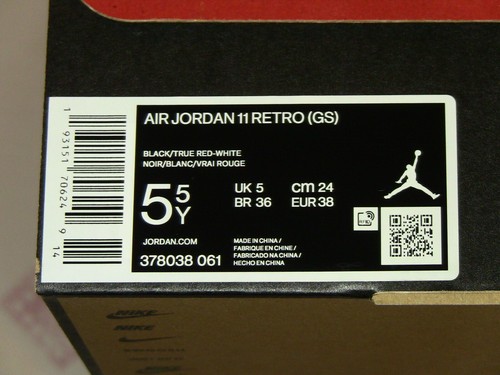 AIR JORDAN 11 RETRO (GS)
BLACK/TRUE RED-WHITE
NOIR/BLANC/VRAI ROUGE
5 5 Y
UK 5 cm 24
BR 36 EUR 38
JORDAN.COM
378038 061
MADE IN CHINA /
FABRIQUE EN CHINE /
FABRICADO NA CHINA /
HECHO EN CHINA
1 93151 70624 9 14
NIKE